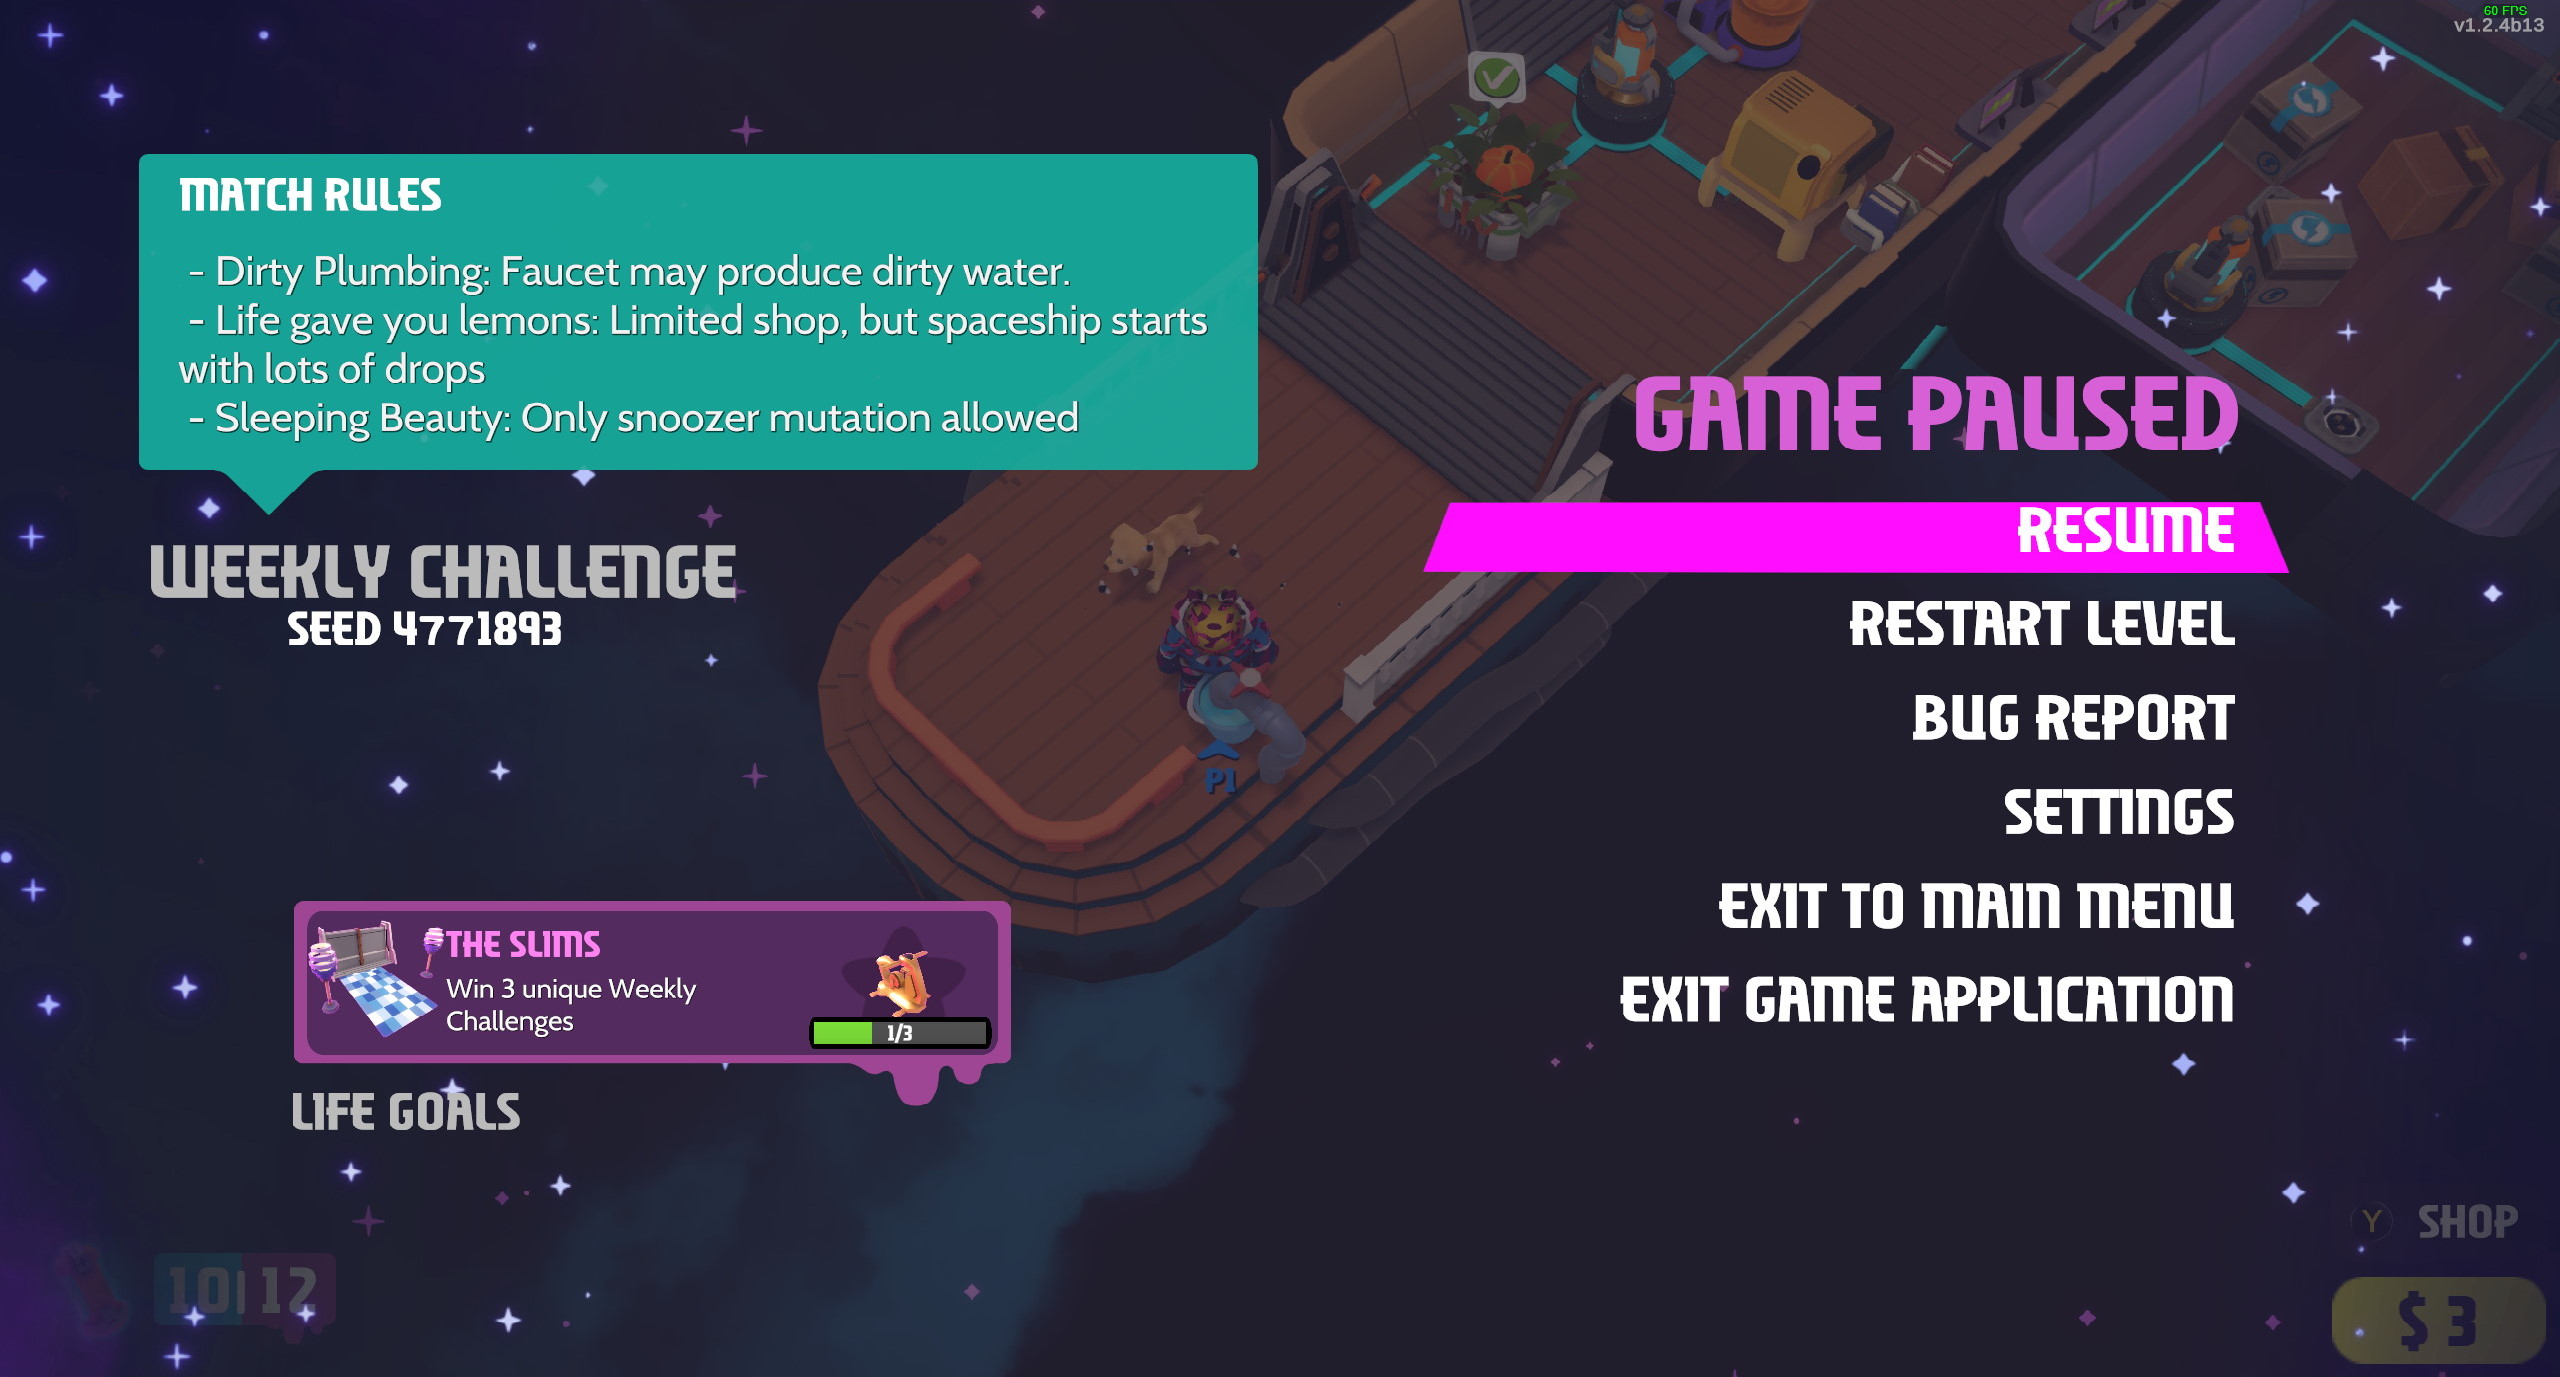 60 FPS
v1.2.4b13
MATCH RULES
- Dirty Plumbing: Faucet may produce dirty water.
- Life gave you lemons: Limited shop, but spaceship starts
with lots of drops
- Sleeping Beauty: Only snoozer mutation allowed
WEEKLY CHALLENGE
SEED 4771893
GAME PAUSED
RESUME
RESTART LEVEL
BUG REPORT
SETTINGS
EXIT TO MAIN MENU
EXIT GAME APPLICATION
P1
THE SLIMS
Win 3 unique Weekly
Challenges
1/3
LIFE GOALS
10 | 12
Y SHOP
$ 3